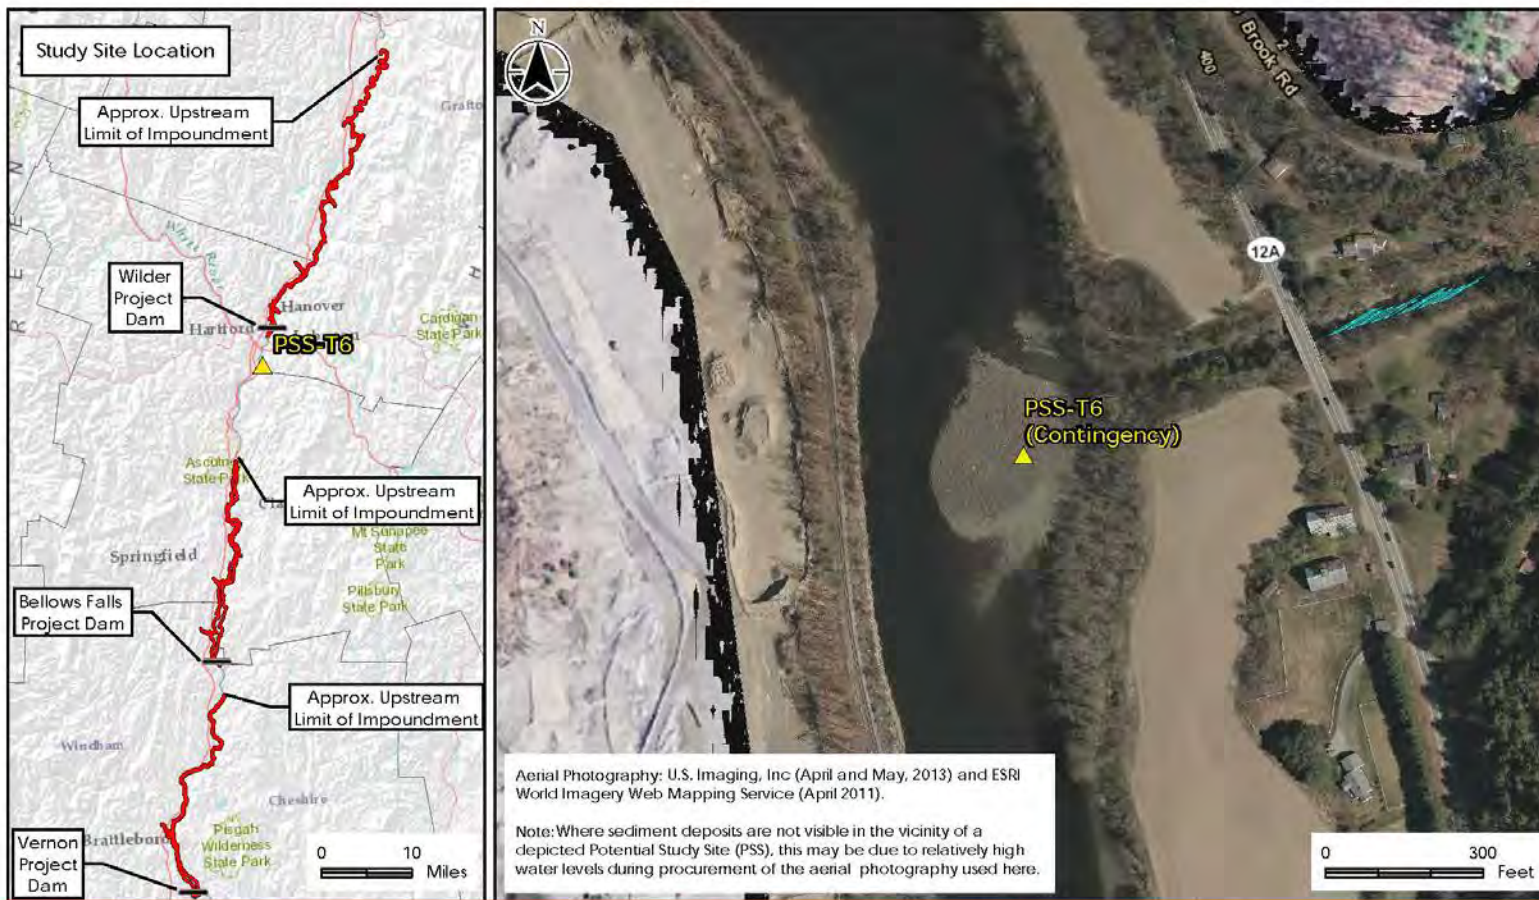 Study Site Location
Approx. Upstream
Limit of Impoundment
Grafto
White River
Wilder
Project
Dam
Hanover
Hartford
Cardigan
State Park
PSS-T6
Ascutney
State Park
Approx. Upstream
Limit of Impoundment
Mt Sunapee
State
Park
Springfield
Pillsbury
State Park
Bellows Falls
Project Dam
Approx. Upstream
Limit of Impoundment
Windham
Cheshire
Brattleboro
Pisgah
Wilderness
State Park
Vernon
Project
Dam
0 10
Miles
N
Brook Rd
2
400
12A
PSS-T6
(Contingency)
Aerial Photography: U.S. Imaging, Inc (April and May, 2013) and ESRI
World Imagery Web Mapping Service (April 2011).
Note: Where sediment deposits are not visible in the vicinity of a
depicted Potential Study Site (PSS), this may be due to relatively high
water levels during procurement of the aerial photography used here.
0 300
Feet